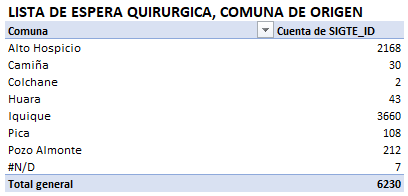 LISTA DE ESPERA QUIRURGICA, COMUNA DE ORIGEN
Comuna Cuenta de SIGTE_ID
Alto Hospicio 2168
Camiña 30
Colchane 2
Huara 43
Iquique 3660
Pica 108
Pozo Almonte 212
#N/D 7
Total general 6230